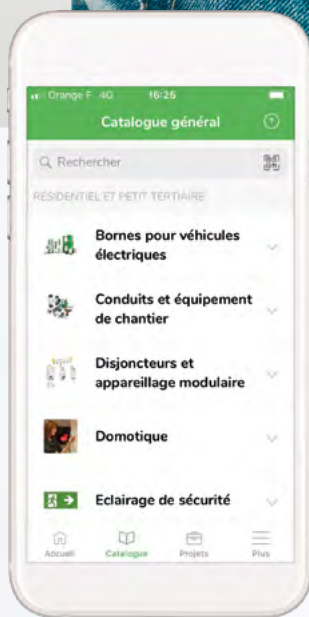 Orange F 4G 16:25
Catalogue général
Rechercher
RÉSIDENTIEL ET PETIT TERTIAIRE
Bornes pour véhicules
électriques
Conduits et équipement
de chantier
Disjoncteurs et
appareillage modulaire
Domotique
Eclairage de sécurité
Accueil Catalogue Projets Plus